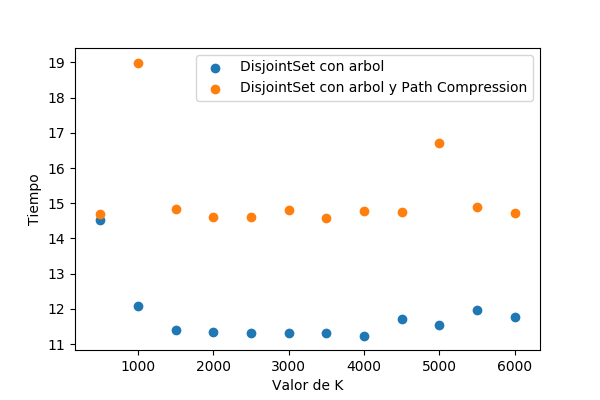 DisjointSet con arbol
DisjointSet con arbol y Path Compression
19
18
17
16
15
14
13
12
11
Tiempo
1000 2000 3000 4000 5000 6000
Valor de K